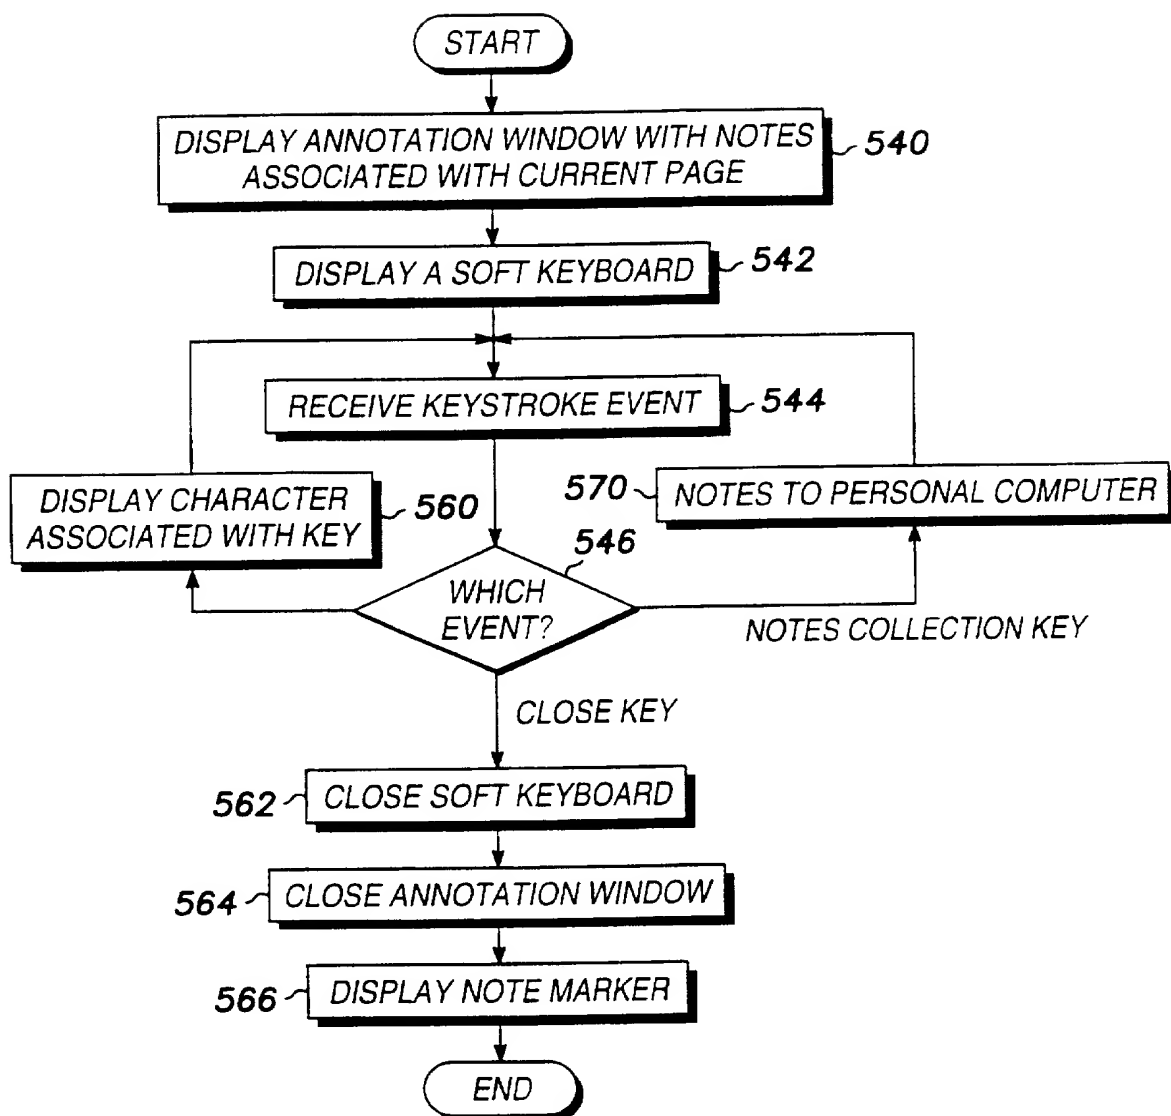 START
DISPLAY ANNOTATION WINDOW WITH NOTES
ASSOCIATED WITH CURRENT PAGE
540
DISPLAY A SOFT KEYBOARD
542
RECEIVE KEYSTROKE EVENT
544
DISPLAY CHARACTER
ASSOCIATED WITH KEY
560
570
NOTES TO PERSONAL COMPUTER
546
WHICH
EVENT?
NOTES COLLECTION KEY
CLOSE KEY
562
CLOSE SOFT KEYBOARD
564
CLOSE ANNOTATION WINDOW
566
DISPLAY NOTE MARKER
END